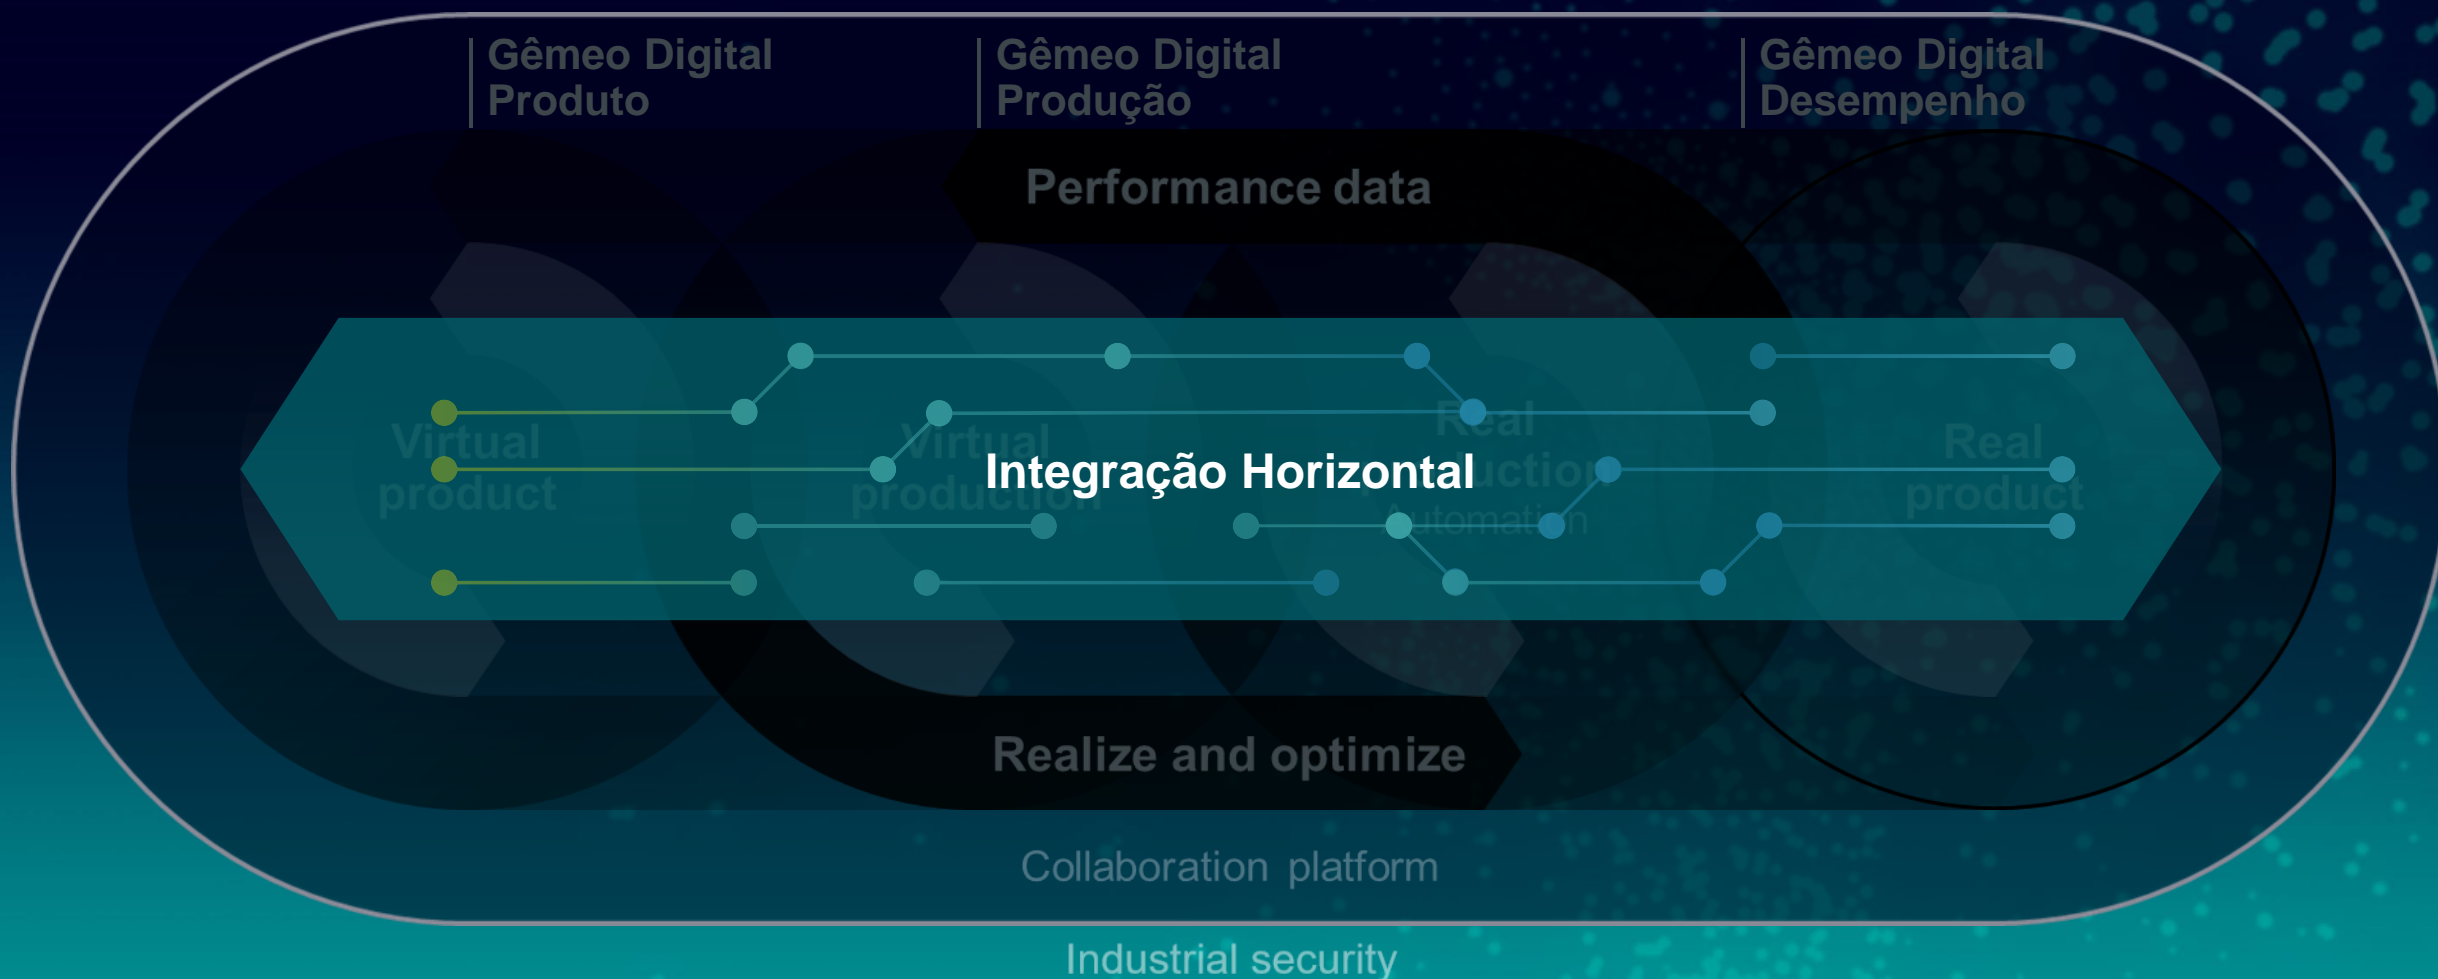 Gêmeo Digital
Produto
Gêmeo Digital
Produção
Gêmeo Digital
Desempenho
Performance data
Virtual
product
Virtual
production
Integração Horizontal
Real
Automation
Real
product
Realize and optimize
Collaboration platform
Industrial security